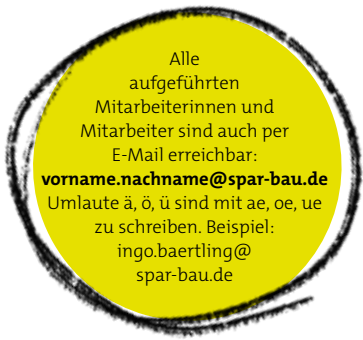 Alle
aufgeführten
Mitarbeiterinnen und
Mitarbeiter sind auch per
E-Mail erreichbar:
vorname.nachname@spar-bau.de
Umlaute ä, ö, ü sind mit ae, oe, ue
zu schreiben. Beispiel:
ingo.baertling@
spar-bau.de